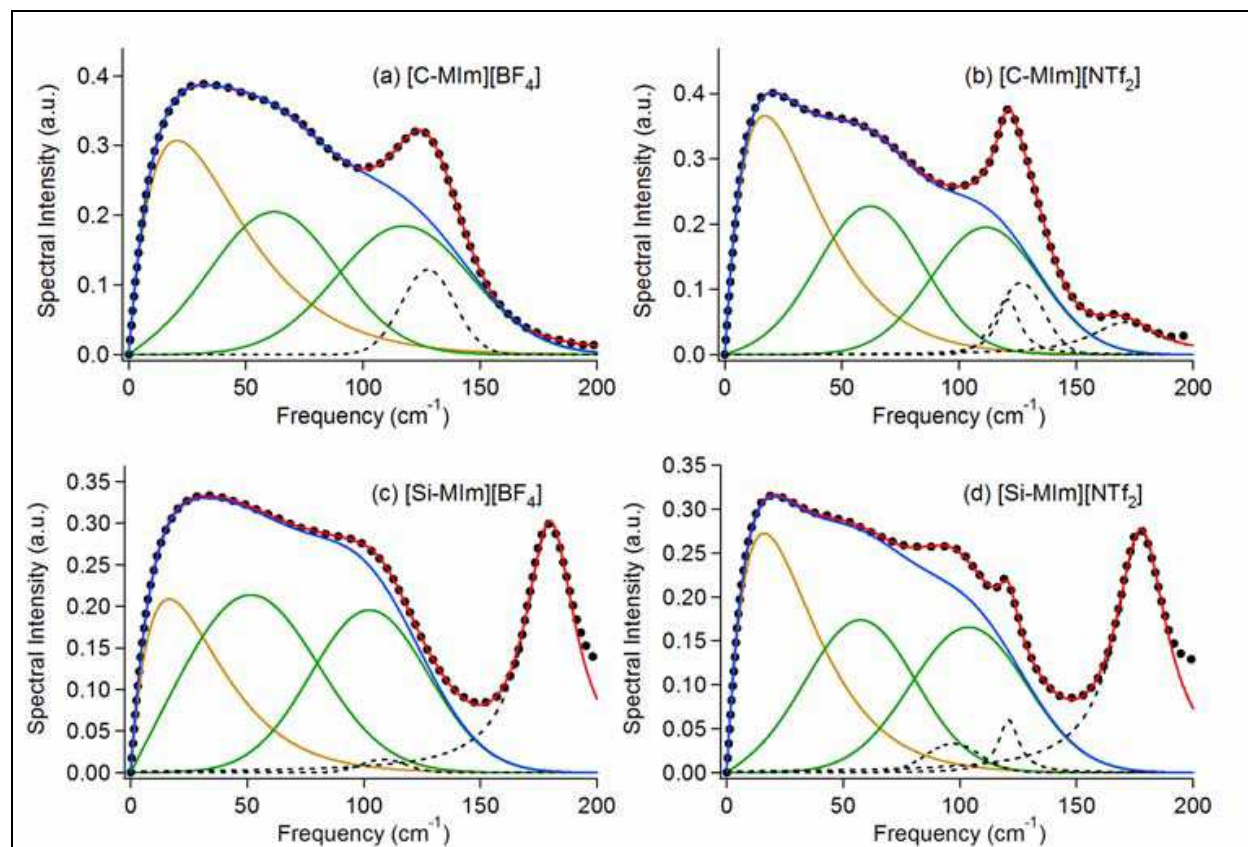 (a) [C-MIm][BF4]
Spectral Intensity (a.u.)
0.4
0.3
0.2
0.1
0.0
0 50 100 150 200
Frequency (cm-1)
(b) [C-MIm][NTf2]
Spectral Intensity (a.u.)
0.4
0.3
0.2
0.1
0.0
0 50 100 150 200
Frequency (cm-1)
(c) [Si-MIm][BF4]
Spectral Intensity (a.u.)
0.35
0.30
0.25
0.20
0.15
0.10
0.05
0.00
0 50 100 150 200
Frequency (cm-1)
(d) [Si-MIm][NTf2]
Spectral Intensity (a.u.)
0.35
0.30
0.25
0.20
0.15
0.10
0.05
0.00
0 50 100 150 200
Frequency (cm-1)